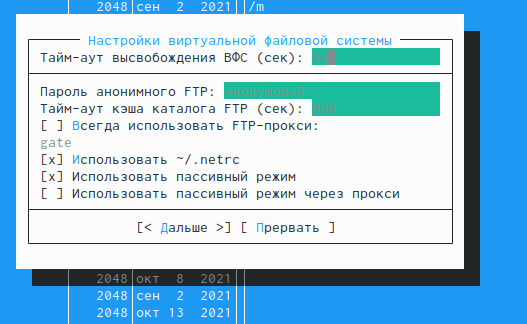 2048 сен 2 2021 /m
Настройки виртуальной файловой системы
Тайм-аут высвобождения ВФС (сек):
Пароль анонимного FTP: anonymous@
Тайм-аут кэша каталога FTP (сек): 900
[ ] Всегда использовать FTP-прокси:
gate
[x] Использовать ~/.netrc
[x] Использовать пассивный режим
[ ] Использовать пассивный режим через прокси
[< Дальше >] [ Прервать ]
2048 окт 8 2021
2048 сен 2 2021
2048 окт 13 2021